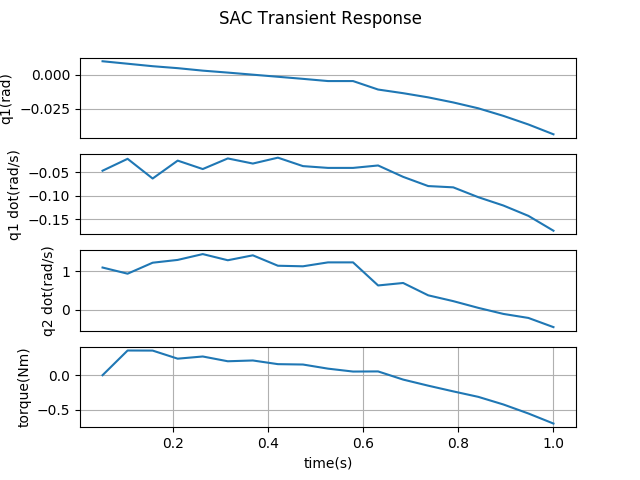 SAC Transient Response
0.000
−0.025
q1(rad)
−0.05
−0.10
−0.15
q1 dot(rad/s)
1
0
q2 dot(rad/s)
0.0
−0.5
torque(Nm)
0.2 0.4 0.6 0.8 1.0
time(s)